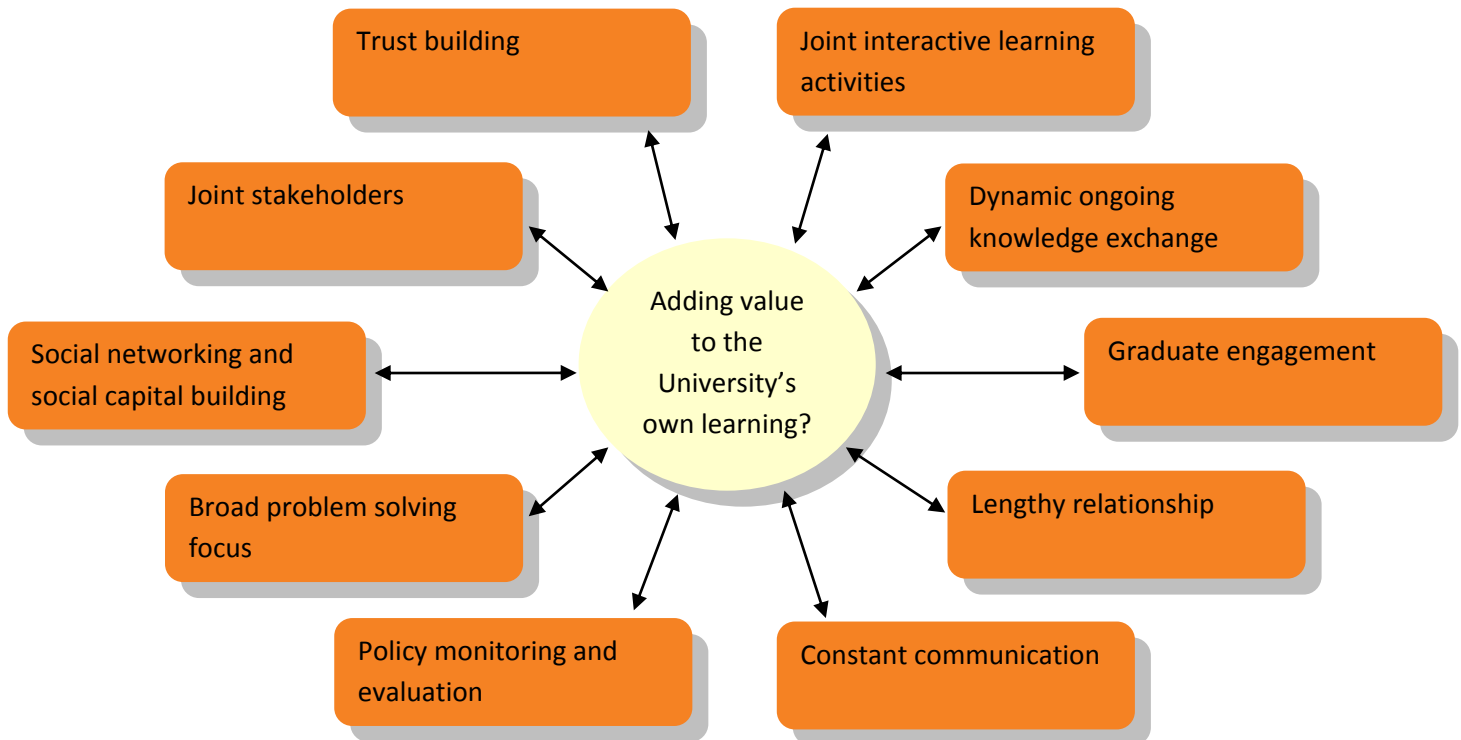 Trust building
Joint interactive learning
activities
Joint stakeholders
Dynamic ongoing
knowledge exchange
Adding value
to the
University’s
own learning?
Social networking and
social capital building
Graduate engagement
Broad problem solving
focus
Lengthy relationship
Policy monitoring and
evaluation
Constant communication